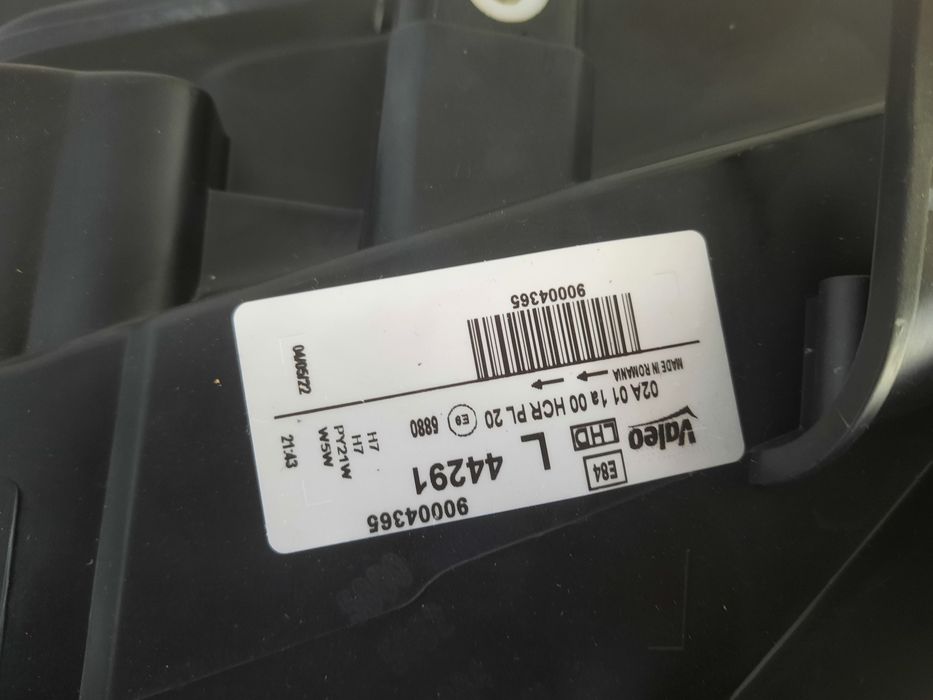 90004365
E84
44291
Valeo
LHD
L
H7
H7
PY21W
W5W
21:43
02A 01 1a 00 HCR PL 20
E9
6880
MADE IN ROMANIA
04/05/22
90004365